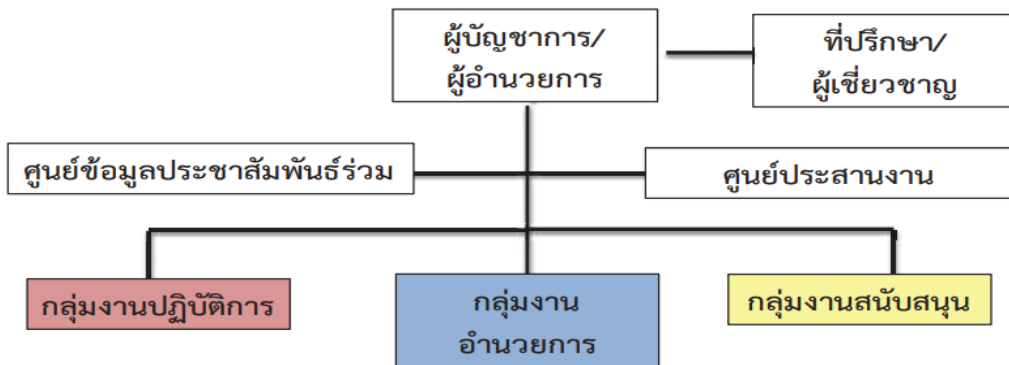 ผู้บัญชาการ/
ผู้อำนวยการ
ที่ปรึกษา/
ผู้เชี่ยวชาญ
ศูนย์ข้อมูลประชาสัมพันธ์ร่วม
ศูนย์ประสานงาน
กลุ่มงานปฏิบัติการ
กลุ่มงาน
อำนวยการ
กลุ่มงานสนับสนุน